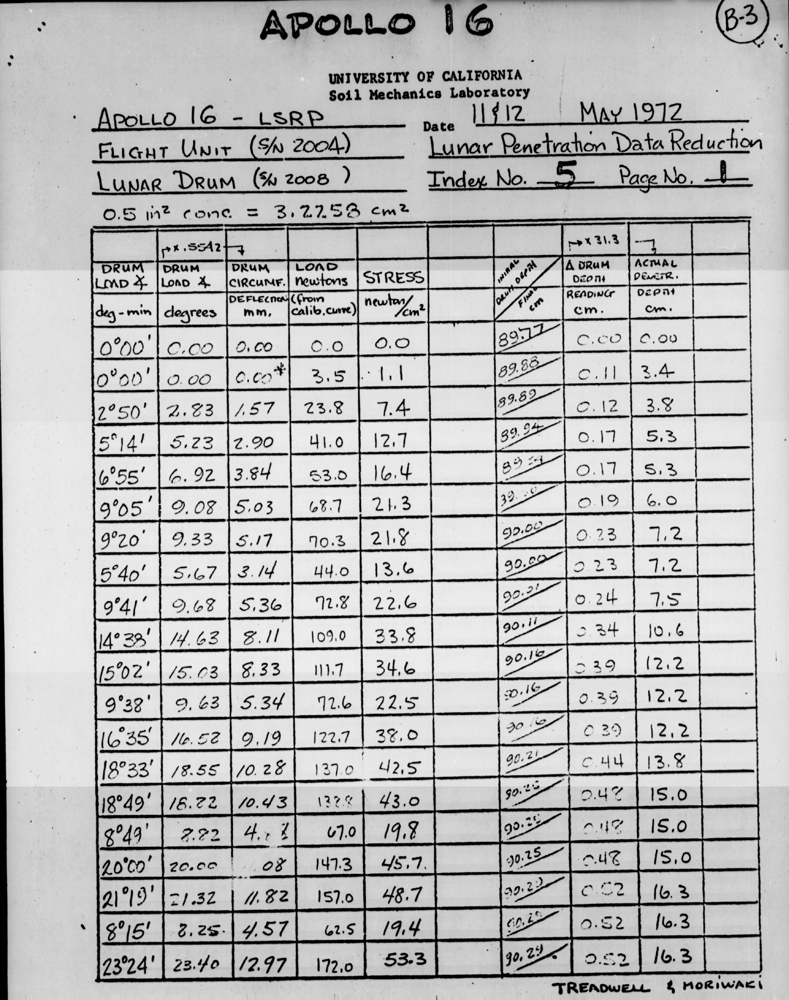 APOLLO 16
B-3
UNIVERSITY OF CALIFORNIA
Soil Mechanics Laboratory
APOLLO 16 - LSRP
Date 11 & 12 MAY 1972
FLIGHT UNIT (S/N 2004)
Lunar Penetration Data Reduction
LUNAR DRUM (S/N 2008)
Index No. 5 Page No. 1
0.5 in² cone = 3.2258 cm²
x .5542 x 31.3
DRUM LOAD ∡ deg-min
DRUM LOAD ∡ degrees
DRUM CIRCUMF. DEFLECTION mm.
LOAD newtons (from calib. curve)
STRESS newton/cm²
INITIAL DRUM DEPTH / FINAL cm
Δ DRUM DEPTH READING cm.
ACTUAL PENETR. DEPTH cm.
0°00' 0.00 0.00 0.0 0.0 89.77 0.00 0.00
0°00' 0.00 0.00* 3.5 1.1 89.88 0.11 3.4
2°50' 2.83 1.57 23.8 7.4 89.89 0.12 3.8
5°14' 5.23 2.90 41.0 12.7 89.94 0.17 5.3
6°55' 6.92 3.84 53.0 16.4 0.17 5.3
9°05' 9.08 5.03 68.7 21.3 0.19 6.0
9°20' 9.33 5.17 70.3 21.8 90.00 0.23 7.2
5°40' 5.67 3.14 44.0 13.6 90.00 0.23 7.2
9°41' 9.68 5.36 72.8 22.6 90.01 0.24 7.5
14°38' 14.63 8.11 109.0 33.8 90.11 0.34 10.6
15°02' 15.03 8.33 111.7 34.6 90.16 0.39 12.2
9°38' 9.63 5.34 72.6 22.5 90.16 0.39 12.2
16°35' 16.58 9.19 122.7 38.0 90.16 0.39 12.2
18°33' 18.55 10.28 137.0 42.5 90.21 0.44 13.8
18°49' 18.82 10.43 138.8 43.0 90.25 0.48 15.0
8°49' 8.82 67.0 19.8 90.25 0.48 15.0
20°00' 20.00 147.3 45.7 90.25 0.48 15.0
21°19' 21.32 11.82 157.0 48.7 90.29 0.52 16.3
8°15' 8.25 4.57 62.5 19.4 90.29 0.52 16.3
23°24' 23.40 12.97 172.0 53.3 90.29 0.52 16.3
TREADWELL & MORIWAKI